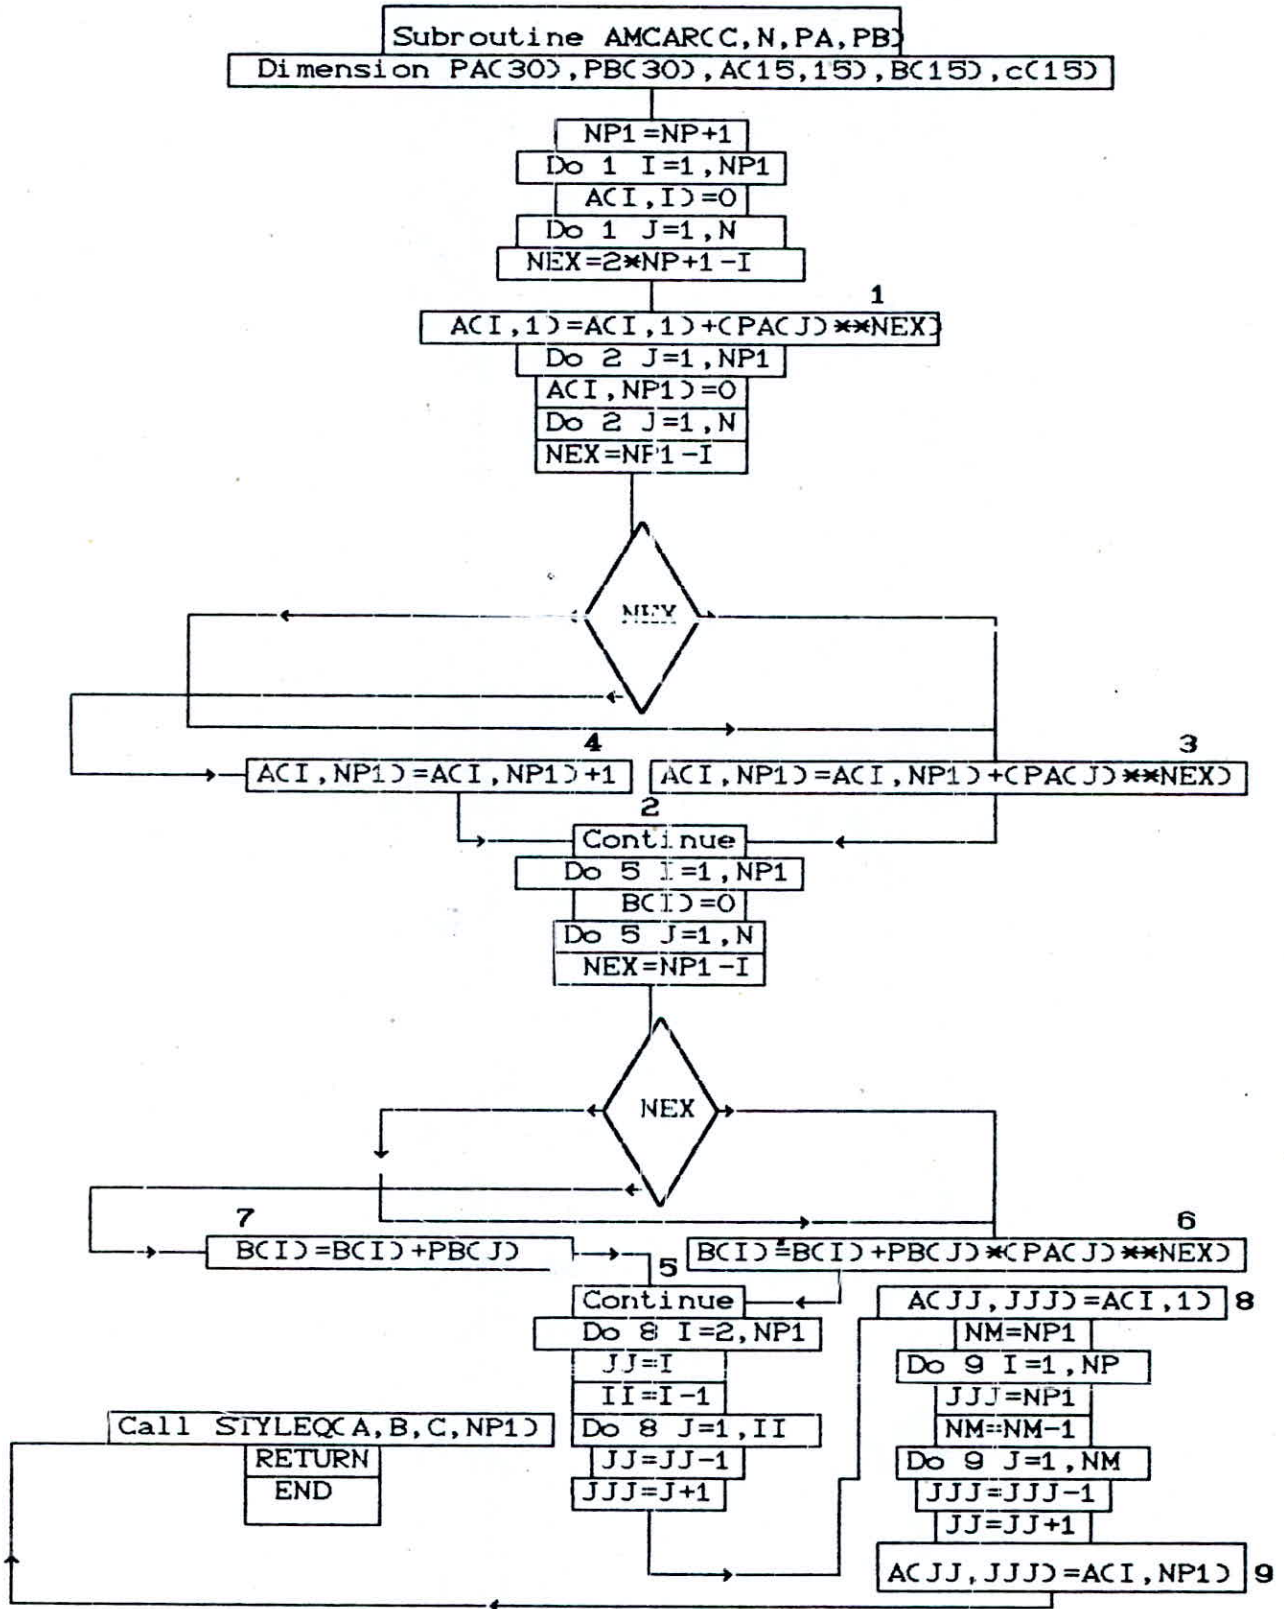 Subroutine AMCAR(C,N,PA,PB)
Dimension PA(30),PB(30),A(15,15),B(15),c(15)
NP1=NP+1
Do 1 I=1,NP1
A(I,I)=0
Do 1 J=1,N
NEX=2*NP+1-I
1
A(I,1)=A(I,1)+(PA(J)**NEX)
Do 2 J=1,NP1
A(I,NP1)=0
Do 2 J=1,N
NEX=NP1-I
NEX
4
3
A(I,NP1)=A(I,NP1)+1
A(I,NP1)=A(I,NP1)+(PA(J)**NEX)
2
Continue
Do 5 I=1,NP1
B(I)=0
Do 5 J=1,N
NEX=NP1-I
NEX
7
6
B(I)=B(I)+PB(J)
B(I)=B(I)+PB(J)*(PA(J)**NEX)
5
Continue
Do 8 I=2,NP1
JJ=I
II=I-1
Do 8 J=1,II
JJ=JJ-1
JJJ=J+1
A(JJ,JJJ)=A(I,1) 8
NM=NP1
Do 9 I=1,NP
JJJ=NP1
NM=NM-1
Do 9 J=1,NM
JJJ=JJJ-1
JJ=JJ+1
A(JJ,JJJ)=A(I,NP1) 9
Call STYLEQ(A,B,C,NP1)
RETURN
END